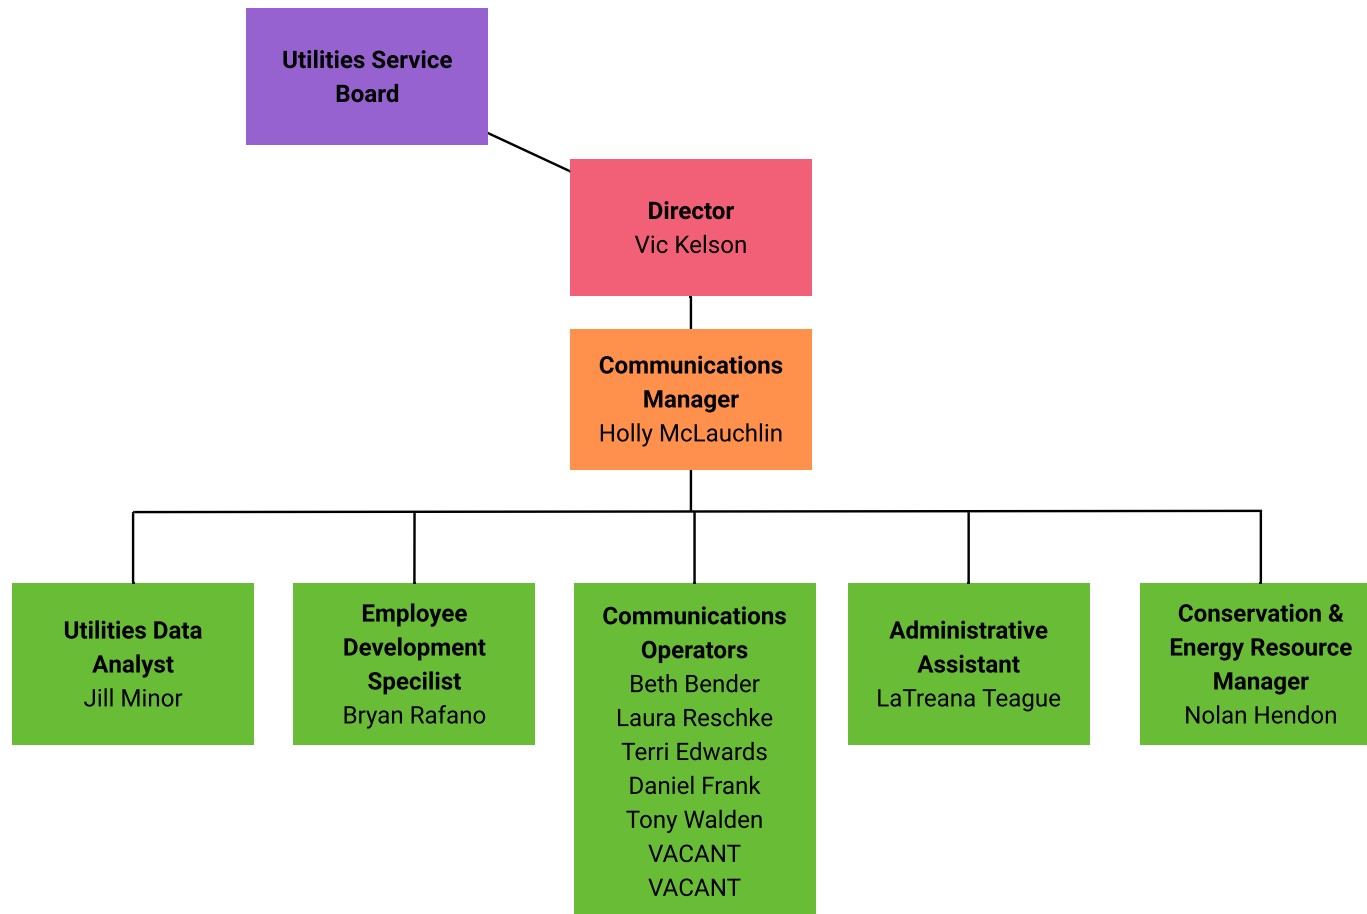 Utilities Service
Board
Director
Vic Kelson
Communications
Manager
Holly McLauchlin
Utilities Data
Analyst
Jill Minor
Employee
Development
Specilist
Bryan Rafano
Communications
Operators
Beth Bender
Laura Reschke
Terri Edwards
Daniel Frank
Tony Walden
VACANT
VACANT
Administrative
Assistant
LaTreana Teague
Conservation &
Energy Resource
Manager
Nolan Hendon